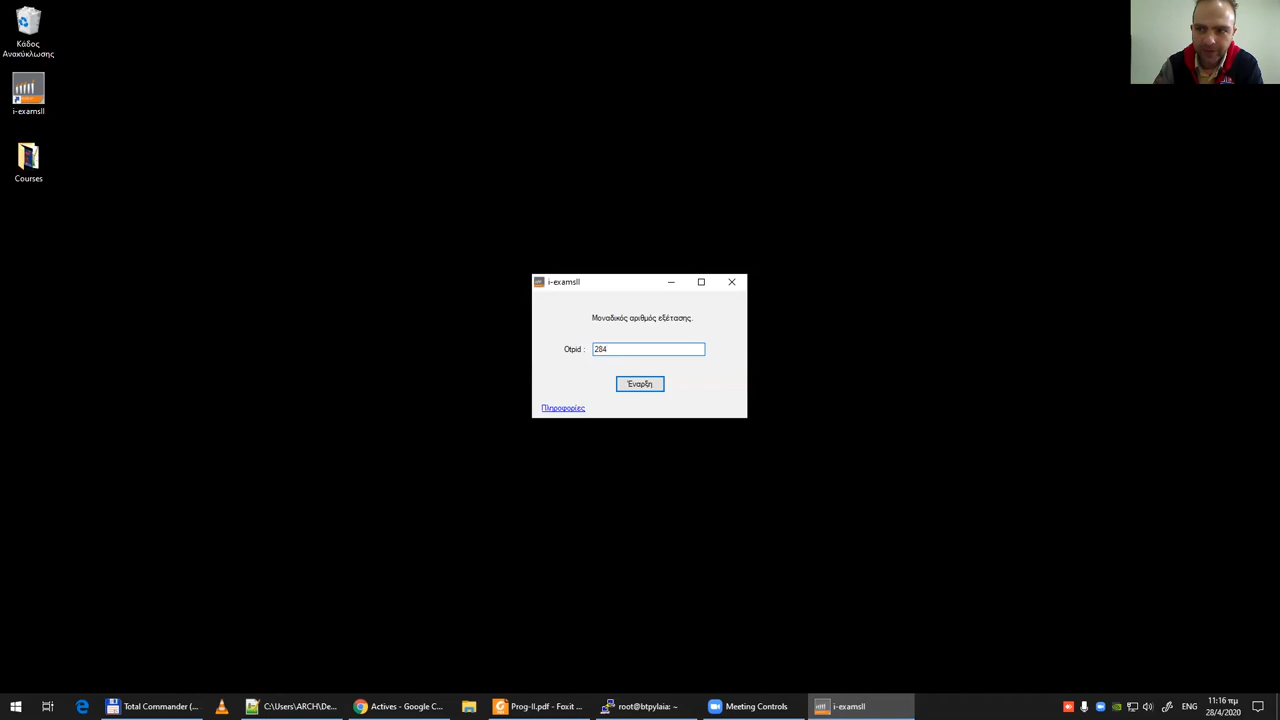 Κάδος
Ανακύκλωσης
i-examsII
Courses
i-examsII
Μοναδικός αριθμός εξέτασης.
Otpid :
284
Έναρξη
Πληροφορίες
Total Commander (...
C:\Users\ARCH\De...
Actives - Google C...
Prog-II.pdf - Foxit ...
root@btpylaia: ~
Meeting Controls
i-examsII
ΕΝΓ
11:16 πμ
28/4/2020